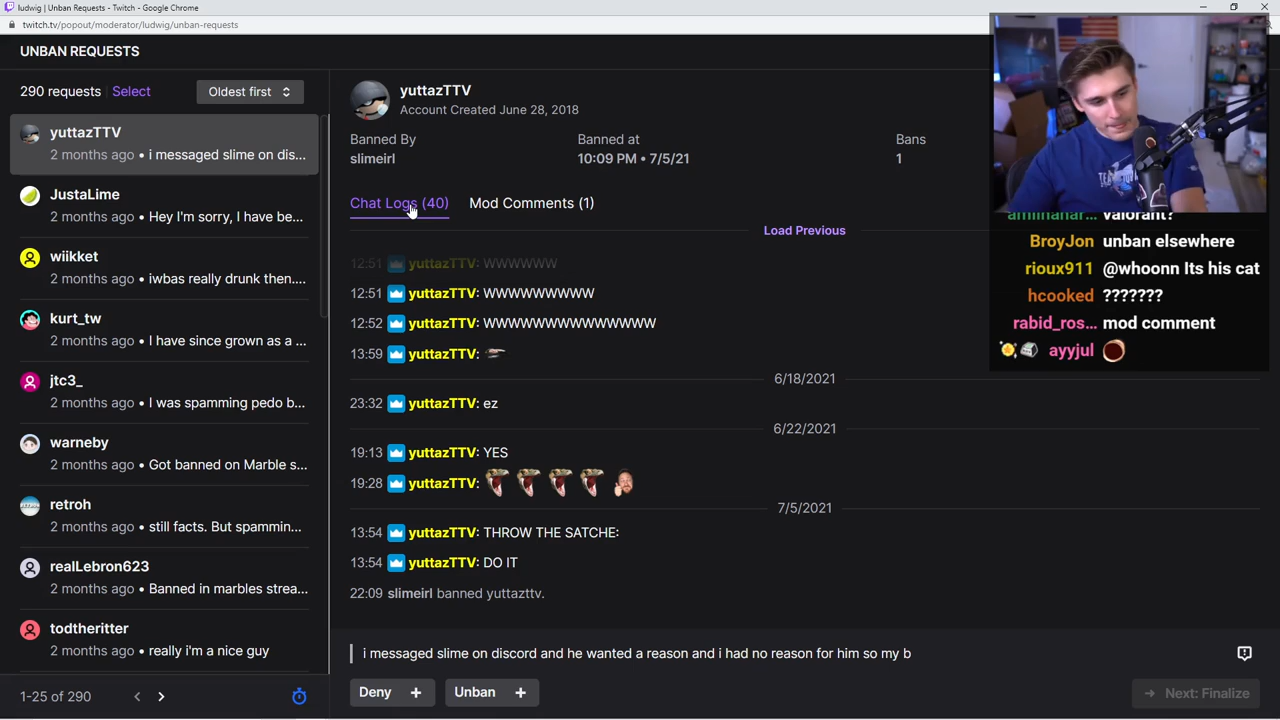 ludwig | Unban Requests - Twitch - Google Chrome
twitch.tv/popout/moderator/ludwig/unban-requests
UNBAN REQUESTS
290 requests Select Oldest first
yuttazTTV
2 months ago • i messaged slime on dis...
JustaLime
2 months ago • Hey I'm sorry, I have be...
wiikket
2 months ago • iwbas really drunk then....
kurt_tw
2 months ago • I have since grown as a ...
jtc3_
2 months ago • I was spamming pedo b...
warneby
2 months ago • Got banned on Marble s...
retroh
2 months ago • still facts. But spammin...
realLebron623
2 months ago • Banned in marbles strea...
todtheritter
2 months ago • really i'm a nice guy
1-25 of 290
yuttazTTV
Account Created June 28, 2018
Banned By Banned at Bans
slimeirl 10:09 PM • 7/5/21 1
Chat Logs (40) Mod Comments (1)
Load Previous
12:51 yuttazTTV: WWWWWW
12:51 yuttazTTV: WWWWWWWWW
12:52 yuttazTTV: WWWWWWWWWWWWWW
13:59 yuttazTTV:
6/18/2021
23:32 yuttazTTV: ez
6/22/2021
19:13 yuttazTTV: YES
19:28 yuttazTTV:
7/5/2021
13:54 yuttazTTV: THROW THE SATCHE:
13:54 yuttazTTV: DO IT
22:09 slimeirl banned yuttazttv.
i messaged slime on discord and he wanted a reason and i had no reason for him so my b
Deny + Unban + Next: Finalize
valorant?
BroyJon unban elsewhere
rioux911 @whoonn Its his cat
hcooked ???????
rabid_ros... mod comment
ayyjul